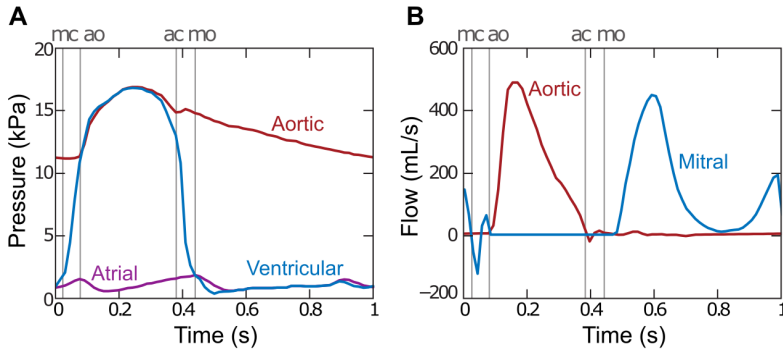 A
mc ao ac mo
20
15
10
5
0
Pressure (kPa)
Aortic
Atrial
Ventricular
0 0.2 0.4 0.6 0.8 1
Time (s)
B
mc ao ac mo
600
400
200
0
−200
Flow (mL/s)
Aortic
Mitral
0 0.2 0.4 0.6 0.8 1
Time (s)